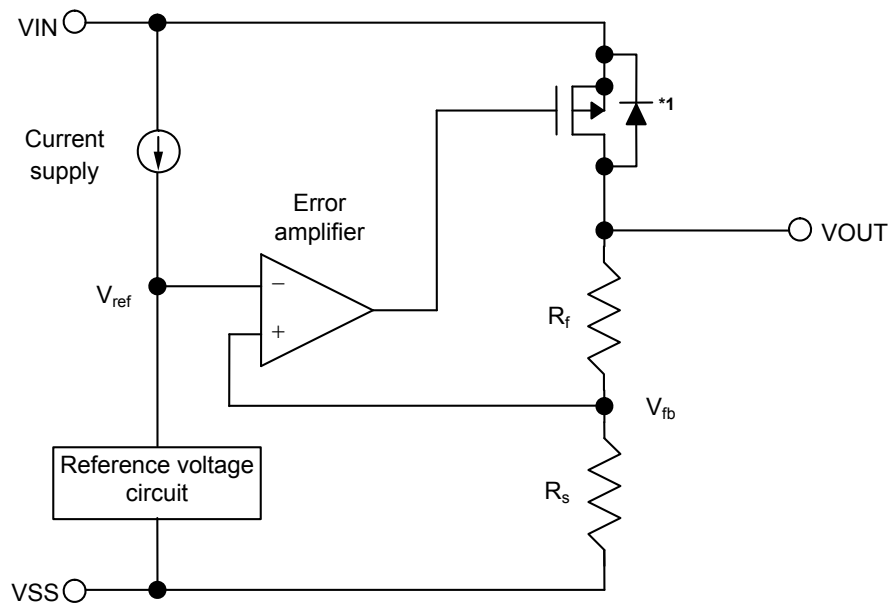 VIN
*1
Current
supply
Error
amplifier
VOUT
Vref
−
+
Rf
Vfb
Reference voltage
circuit
Rs
VSS